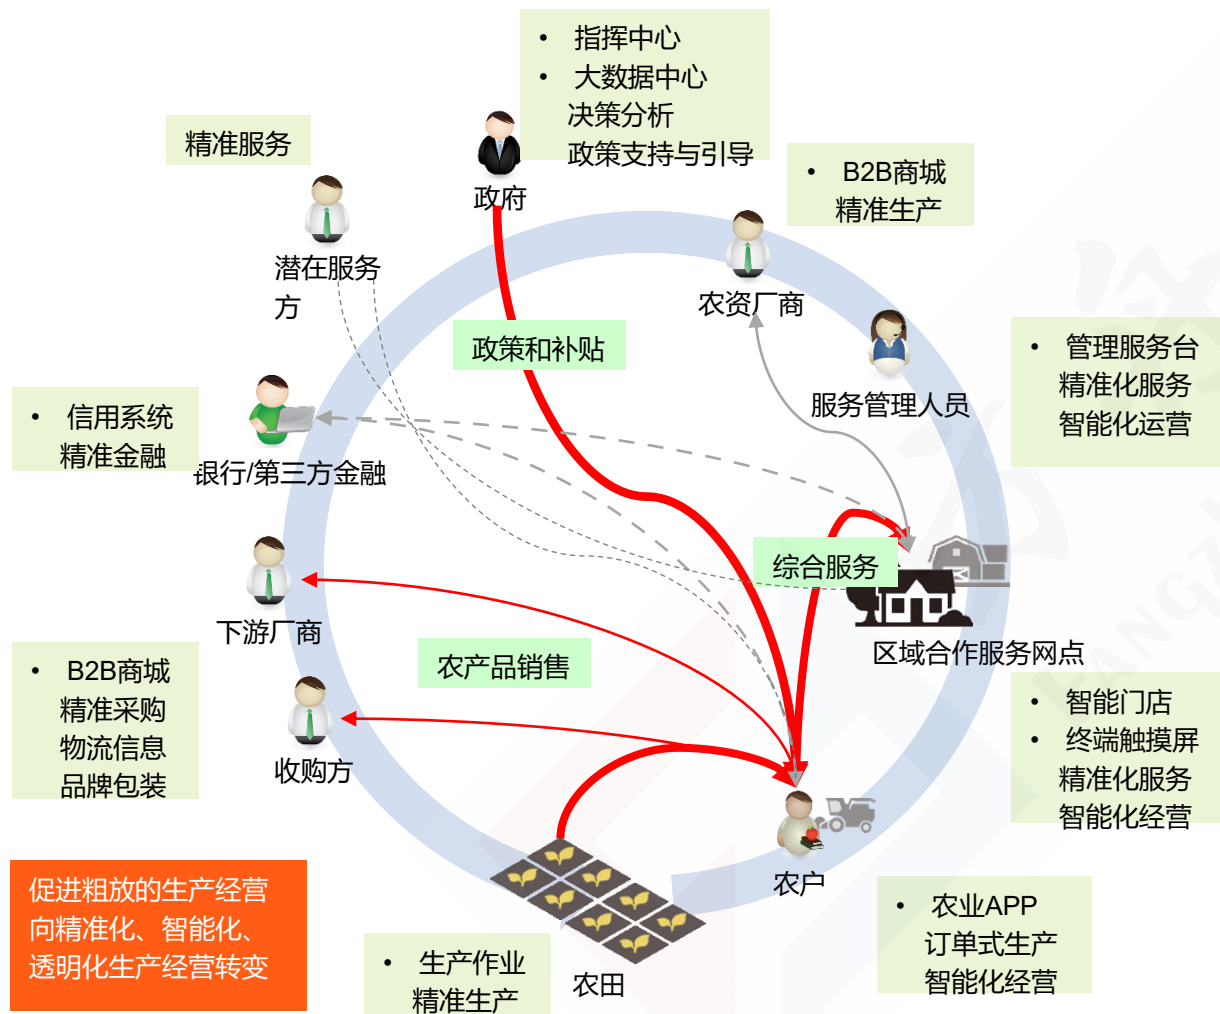 • 指挥中心
• 大数据中心
决策分析
政策支持与引导
精准服务
政府
• B2B商城
精准生产
潜在服务
方
农资厂商
政策和补贴
服务管理人员
• 管理服务台
精准化服务
智能化运营
• 信用系统
精准金融
银行/第三方金融
综合服务
下游厂商
区域合作服务网点
农产品销售
• B2B商城
精准采购
物流信息
品牌包装
收购方
• 智能门店
• 终端触摸屏
精准化服务
智能化经营
农户
促进粗放的生产经营
向精准化、智能化、
透明化生产经营转变
• 农业APP
订单式生产
智能化经营
• 生产作业
精准生产
农田